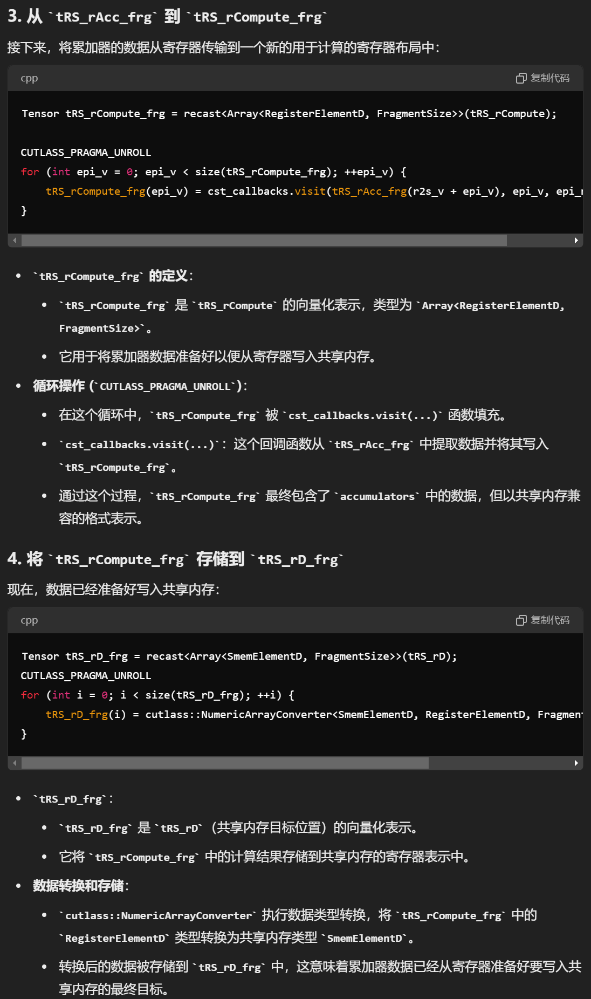 3. 从 `tRS_rAcc_frg` 到 `tRS_rCompute_frg`
接下来，将累加器的数据从寄存器传输到一个新的用于计算的寄存器布局中：
cpp 复制代码
Tensor tRS_rCompute_frg = recast<Array<RegisterElementD, FragmentSize>>(tRS_rCompute);
CUTLASS_PRAGMA_UNROLL
for (int epi_v = 0; epi_v < size(tRS_rCompute_frg); ++epi_v) {
    tRS_rCompute_frg(epi_v) = cst_callbacks.visit(tRS_rAcc_frg(r2s_v + epi_v), epi_v, epi_
}
• `tRS_rCompute_frg` 的定义：
• `tRS_rCompute_frg` 是 `tRS_rCompute` 的向量化表示，类型为 `Array<RegisterElementD,
FragmentSize>`。
• 它用于将累加器数据准备好以便从寄存器写入共享内存。
• 循环操作 (`CUTLASS_PRAGMA_UNROLL`)：
• 在这个循环中，`tRS_rCompute_frg` 被 `cst_callbacks.visit(...)` 函数填充。
• `cst_callbacks.visit(...)`：这个回调函数从 `tRS_rAcc_frg` 中提取数据并将其写入
`tRS_rCompute_frg`。
• 通过这个过程，`tRS_rCompute_frg` 最终包含了 `accumulators` 中的数据，但以共享内存兼
容的格式表示。
4. 将 `tRS_rCompute_frg` 存储到 `tRS_rD_frg`
现在，数据已经准备好写入共享内存：
cpp 复制代码
Tensor tRS_rD_frg = recast<Array<SmemElementD, FragmentSize>>(tRS_rD);
CUTLASS_PRAGMA_UNROLL
for (int i = 0; i < size(tRS_rD_frg); ++i) {
    tRS_rD_frg(i) = cutlass::NumericArrayConverter<SmemElementD, RegisterElementD, Fragmen
}
• `tRS_rD_frg`：
• `tRS_rD_frg` 是 `tRS_rD`（共享内存目标位置）的向量化表示。
• 它将 `tRS_rCompute_frg` 中的计算结果存储到共享内存的寄存器表示中。
• 数据转换和存储：
• `cutlass::NumericArrayConverter` 执行数据类型转换，将 `tRS_rCompute_frg` 中的
`RegisterElementD` 类型转换为共享内存类型 `SmemElementD`。
• 转换后的数据被存储到 `tRS_rD_frg` 中，这意味着累加器数据已经从寄存器准备好要写入共
享内存的最终目标。